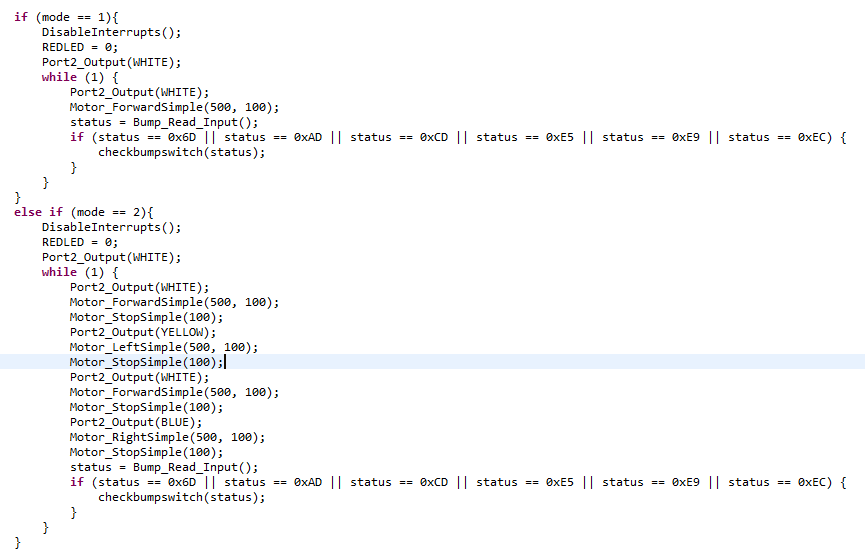 if (mode == 1){
    DisableInterrupts();
    REDLED = 0;
    Port2_Output(WHITE);
    while (1) {
        Port2_Output(WHITE);
        Motor_ForwardSimple(500, 100);
        status = Bump_Read_Input();
        if (status == 0x6D || status == 0xAD || status == 0xCD || status == 0xE5 || status == 0xE9 || status == 0xEC) {
            checkbumpswitch(status);
        }
    }
}
else if (mode == 2){
    DisableInterrupts();
    REDLED = 0;
    Port2_Output(WHITE);
    while (1) {
        Port2_Output(WHITE);
        Motor_ForwardSimple(500, 100);
        Motor_StopSimple(100);
        Port2_Output(YELLOW);
        Motor_LeftSimple(500, 100);
        Motor_StopSimple(100);
        Port2_Output(WHITE);
        Motor_ForwardSimple(500, 100);
        Motor_StopSimple(100);
        Port2_Output(BLUE);
        Motor_RightSimple(500, 100);
        Motor_StopSimple(100);
        status = Bump_Read_Input();
        if (status == 0x6D || status == 0xAD || status == 0xCD || status == 0xE5 || status == 0xE9 || status == 0xEC) {
            checkbumpswitch(status);
        }
    }
}